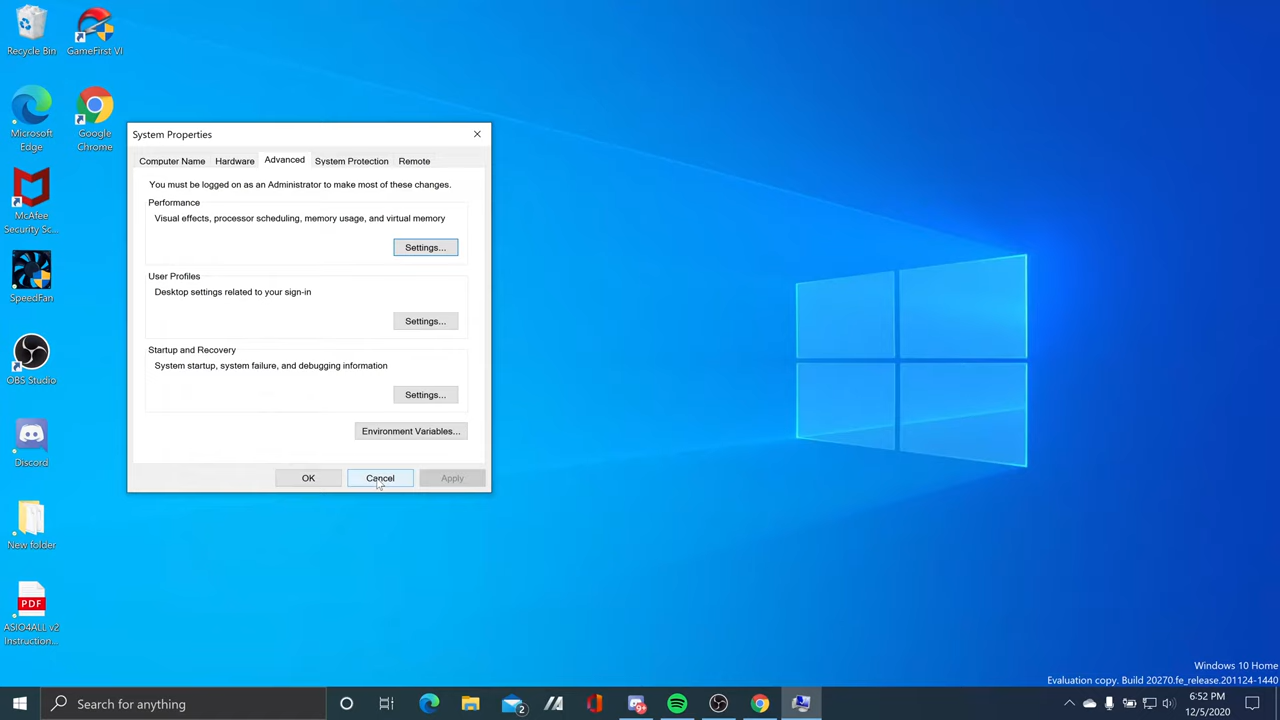 Recycle Bin
GameFirst VI
Microsoft
Edge
Google
Chrome
McAfee
Security Sc...
SpeedFan
OBS Studio
Discord
New folder
PDF
ASIO4ALL v2
Instruction...
System Properties
Computer Name
Hardware
Advanced
System Protection
Remote
You must be logged on as an Administrator to make most of these changes.
Performance
Visual effects, processor scheduling, memory usage, and virtual memory
Settings...
User Profiles
Desktop settings related to your sign-in
Settings...
Startup and Recovery
System startup, system failure, and debugging information
Settings...
Environment Variables...
OK
Cancel
Apply
Windows 10 Home
Evaluation copy. Build 20270.fe_release.201124-1440
Search for anything
2
9+
6:52 PM
12/5/2020